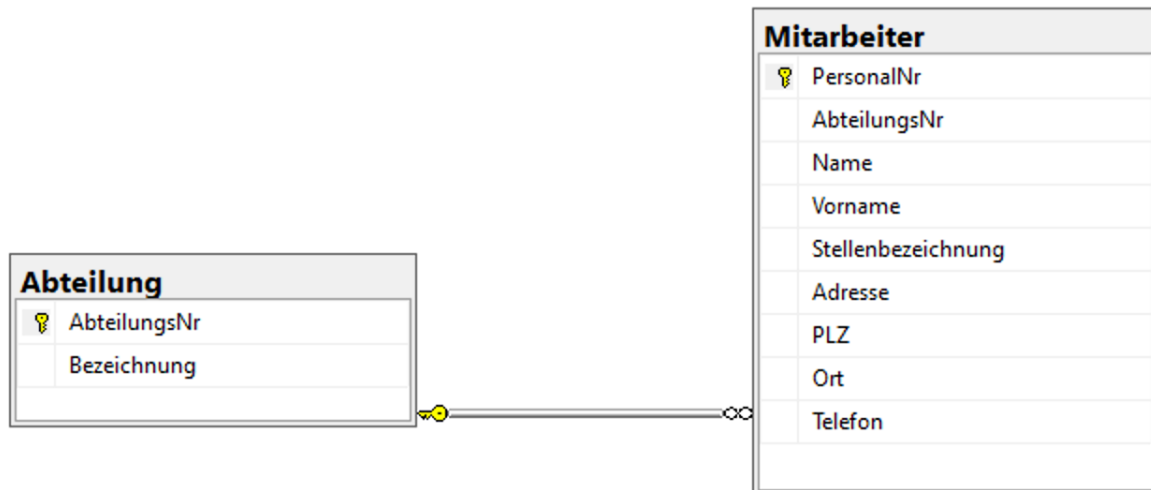 Mitarbeiter
PersonalNr
AbteilungsNr
Name
Vorname
Stellenbezeichnung
Adresse
PLZ
Ort
Telefon
Abteilung
AbteilungsNr
Bezeichnung